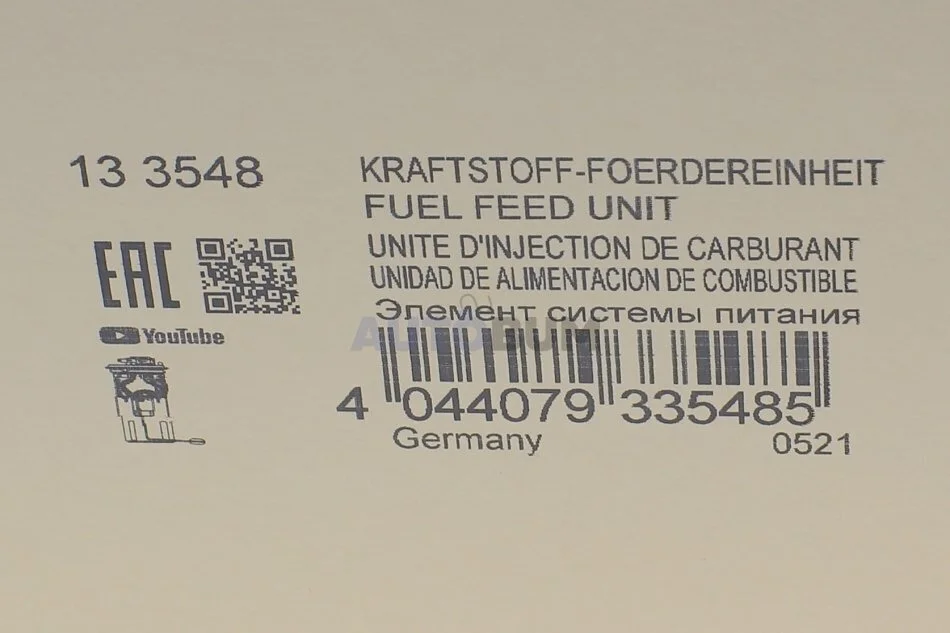 13 3548
KRAFTSTOFF-FOERDEREINHEIT
FUEL FEED UNIT
UNITE D'INJECTION DE CARBURANT
UNIDAD DE ALIMENTACION DE COMBUSTIBLE
Элемент системы питания
EAC
YouTube
AUTOBUM
4 044079 335485
Germany
0521